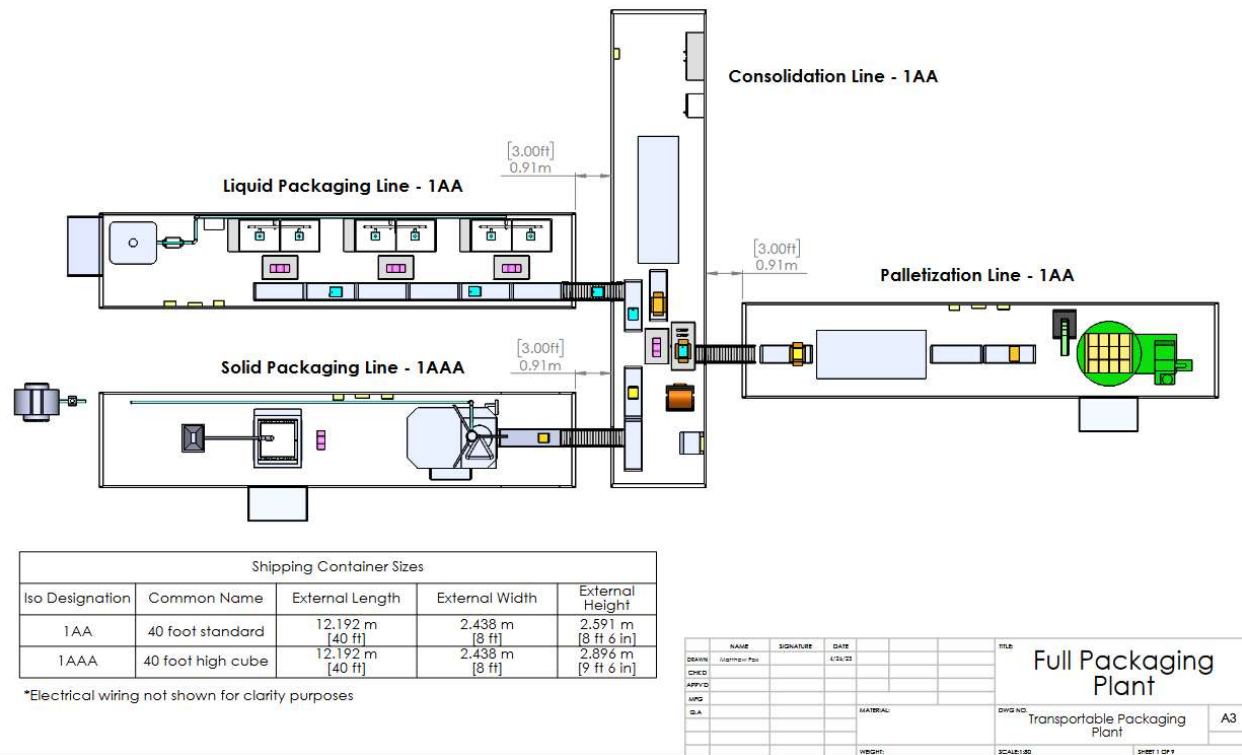 Consolidation Line - 1AA
[3.00ft]
0.91m
Liquid Packaging Line - 1AA
[3.00ft]
0.91m
Palletization Line - 1AA
[3.00ft]
0.91m
Solid Packaging Line - 1AAA
Shipping Container Sizes
Iso Designation Common Name External Length External Width External Height
1AA 40 foot standard 12.192 m [40 ft] 2.438 m [8 ft] 2.591 m [8 ft 6 in]
1AAA 40 foot high cube 12.192 m [40 ft] 2.438 m [8 ft] 2.896 m [9 ft 6 in]
*Electrical wiring not shown for clarity purposes
NAME SIGNATURE DATE
DRAWN
CHK'D
APPV'D
MFG
Q.A
MATERIAL:
WEIGHT:
TITLE:
Full Packaging
Plant
DWG NO.
Transportable Packaging
Plant
A3
SCALE:1:80
SHEET 1 OF 9